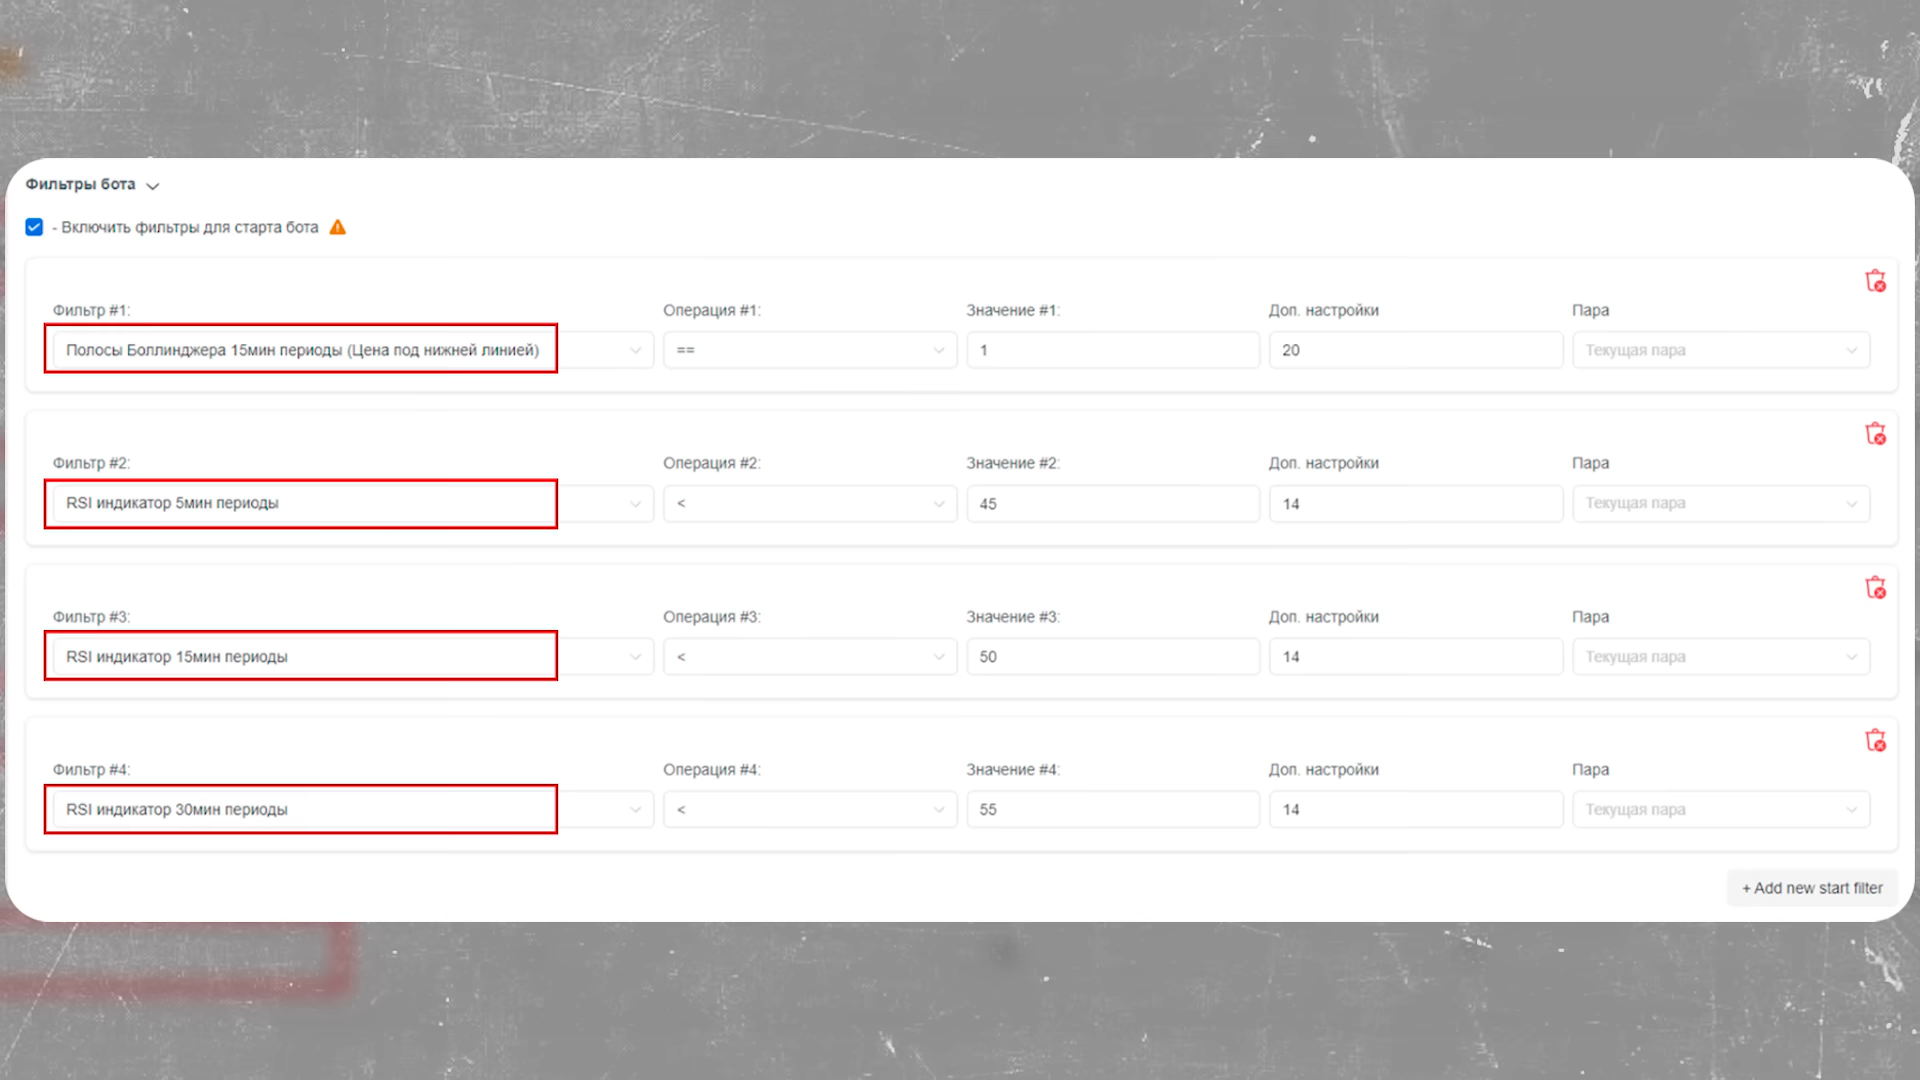 Фильтры бота
- Включить фильтры для старта бота
Фильтр #1: Операция #1: Значение #1: Доп. настройки Пара
Полосы Боллинджера 15мин периоды (Цена под нижней линией) == 1 20 Текущая пара
Фильтр #2: Операция #2: Значение #2: Доп. настройки Пара
RSI индикатор 5мин периоды < 45 14 Текущая пара
Фильтр #3: Операция #3: Значение #3: Доп. настройки Пара
RSI индикатор 15мин периоды < 50 14 Текущая пара
Фильтр #4: Операция #4: Значение #4: Доп. настройки Пара
RSI индикатор 30мин периоды < 55 14 Текущая пара
+ Add new start filter